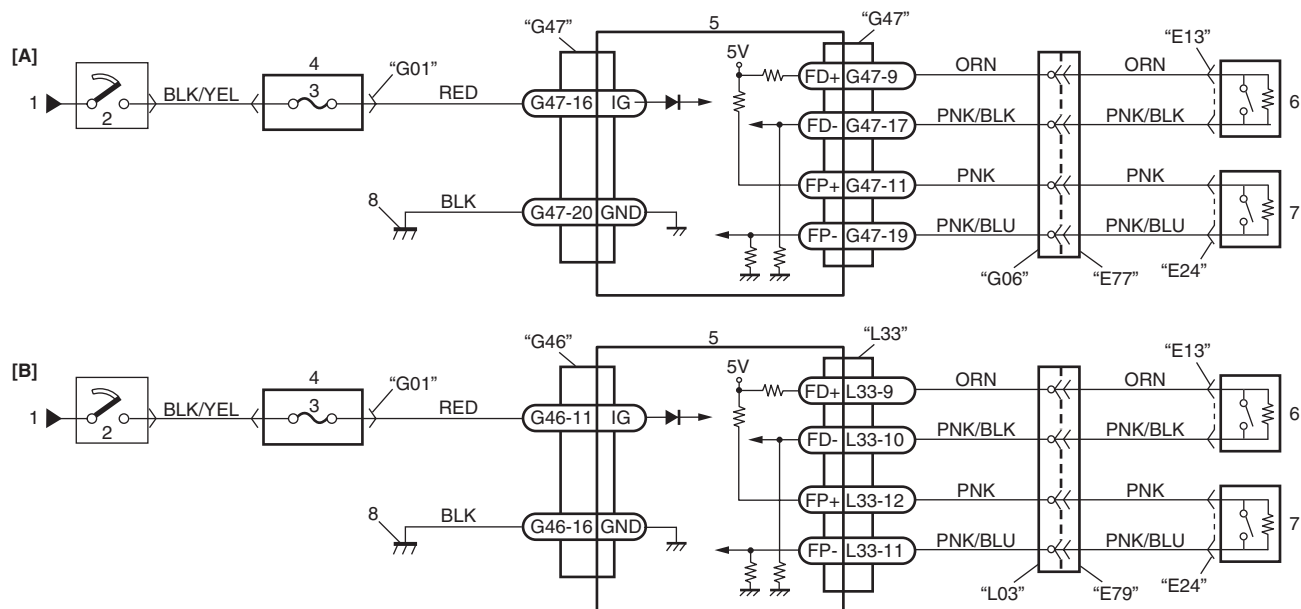 [A]
“G47”
5
“G47”
“E13”
4
“G01”
5V
1
BLK/YEL
3
RED
G47-16 IG
FD+ G47-9
ORN
ORN
6
2
FD- G47-17
PNK/BLK
PNK/BLK
FP+ G47-11
PNK
PNK
7
8
BLK
G47-20 GND
FP- G47-19
PNK/BLU
PNK/BLU
“G06”
“E77”
“E24”
[B]
“G46”
5
“L33”
“E13”
4
“G01”
5V
1
BLK/YEL
3
RED
G46-11 IG
FD+ L33-9
ORN
ORN
6
2
FD- L33-10
PNK/BLK
PNK/BLK
FP+ L33-12
PNK
PNK
7
8
BLK
G46-16 GND
FP- L33-11
PNK/BLU
PNK/BLU
“L03”
“E79”
“E24”